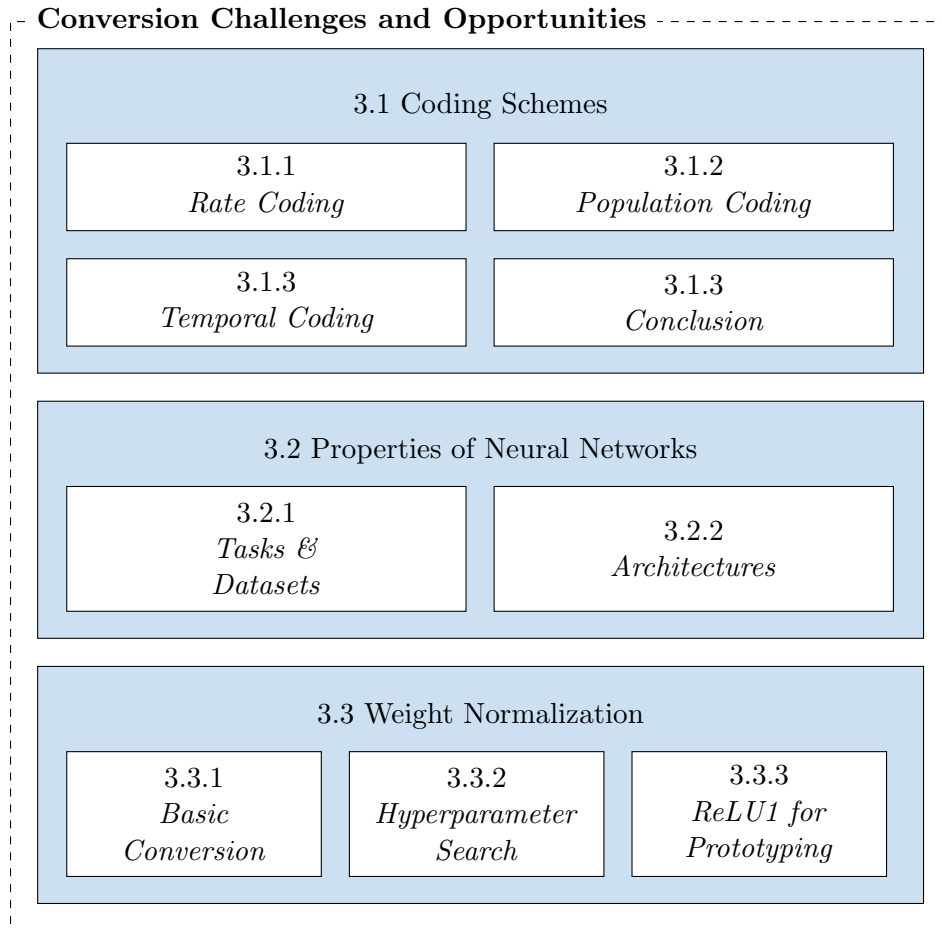 Conversion Challenges and Opportunities
3.1 Coding Schemes
3.1.1
Rate Coding
3.1.2
Population Coding
3.1.3
Temporal Coding
3.1.3
Conclusion
3.2 Properties of Neural Networks
3.2.1
Tasks &
Datasets
3.2.2
Architectures
3.3 Weight Normalization
3.3.1
Basic
Conversion
3.3.2
Hyperparameter
Search
3.3.3
ReLU1 for
Prototyping